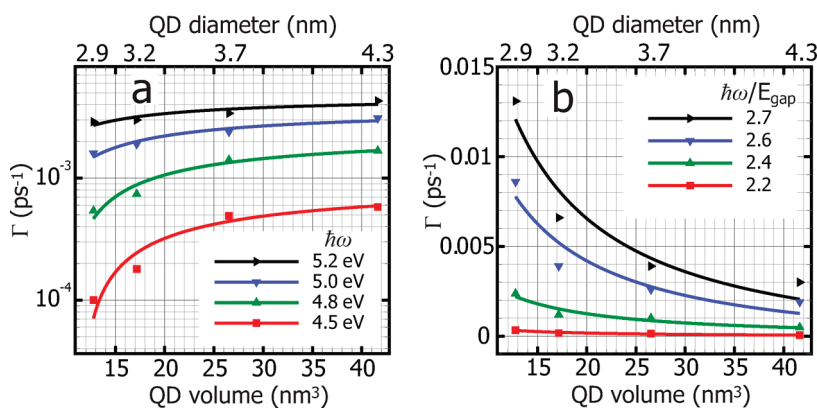 QD diameter (nm)
2.9 3.2 3.7 4.3
a
10⁻³
10⁻⁴
Γ (ps⁻¹)
ℏω
5.2 eV
5.0 eV
4.8 eV
4.5 eV
15 20 25 30 35 40
QD volume (nm³)
QD diameter (nm)
2.9 3.2 3.7 4.3
b
0.015
0.01
0.005
0
Γ (ps⁻¹)
ℏω/E_gap
2.7
2.6
2.4
2.2
15 20 25 30 35 40
QD volume (nm³)